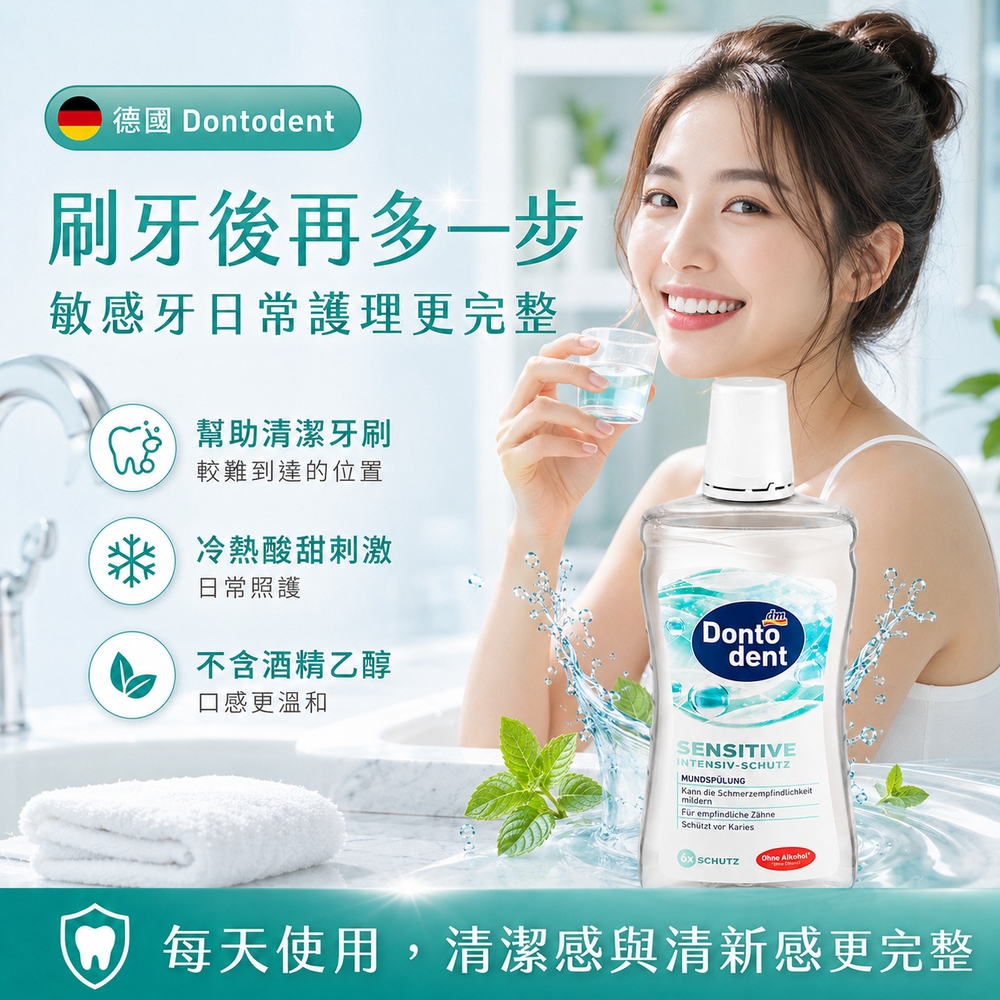 德國 Dontodent
刷牙後再多一步
敏感牙日常護理更完整
幫助清潔牙刷
較難到達的位置
冷熱酸甜刺激
日常照護
不含酒精乙醇
口感更溫和
dm
Donto
dent
SENSITIVE
INTENSIV-SCHUTZ
MUNDSPÜLUNG
Kann die Schmerzempfindlichkeit
mildern
Für empfindliche Zähne
Schützt vor Karies
6x SCHUTZ
Ohne Alkohol*
*ohne Ethanol
每天使用，清潔感與清新感更完整